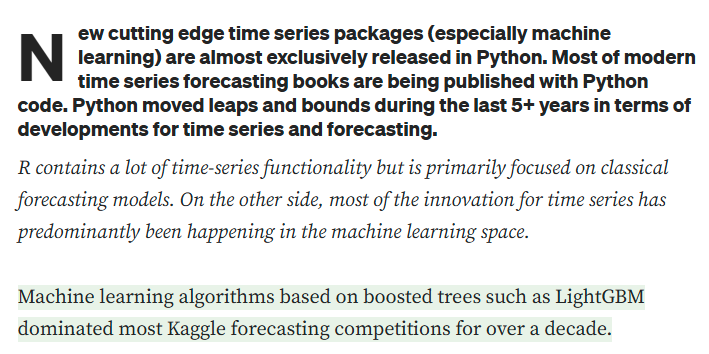 New cutting edge time series packages (especially machine
learning) are almost exclusively released in Python. Most of modern
time series forecasting books are being published with Python
code. Python moved leaps and bounds during the last 5+ years in terms of
developments for time series and forecasting.
R contains a lot of time-series functionality but is primarily focused on classical
forecasting models. On the other side, most of the innovation for time series has
predominantly been happening in the machine learning space.
Machine learning algorithms based on boosted trees such as LightGBM
dominated most Kaggle forecasting competitions for over a decade.